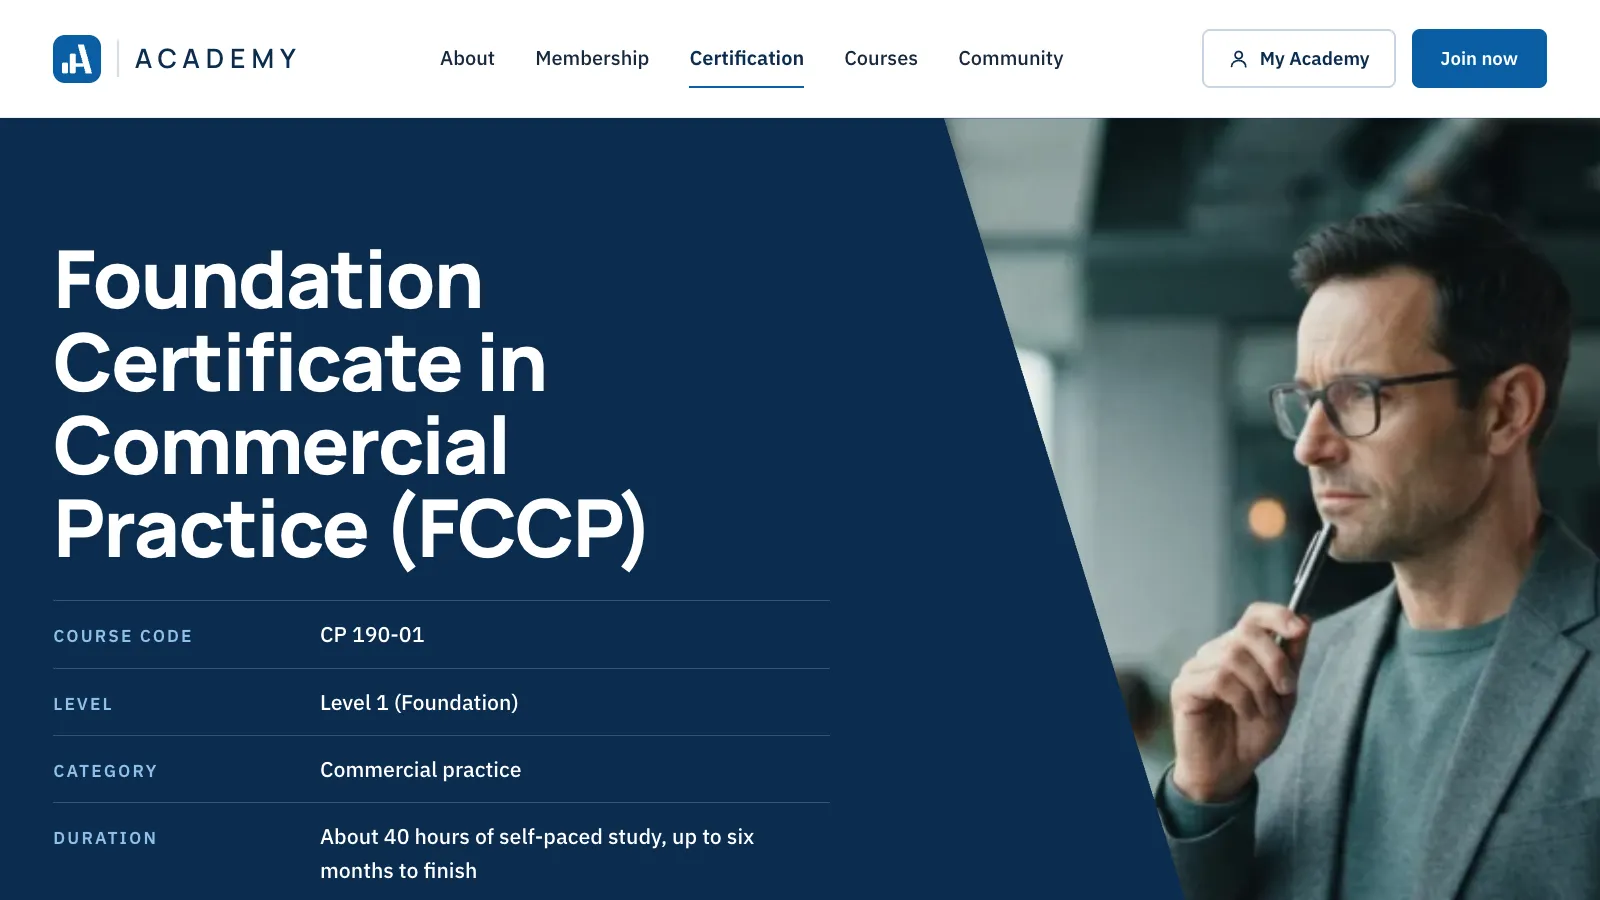 ACADEMY
About
Membership
Certification
Courses
Community
My Academy
Join now
Foundation
Certificate in
Commercial
Practice (FCCP)
COURSE CODE
CP 190-01
LEVEL
Level 1 (Foundation)
CATEGORY
Commercial practice
DURATION
About 40 hours of self-paced study, up to six
months to finish